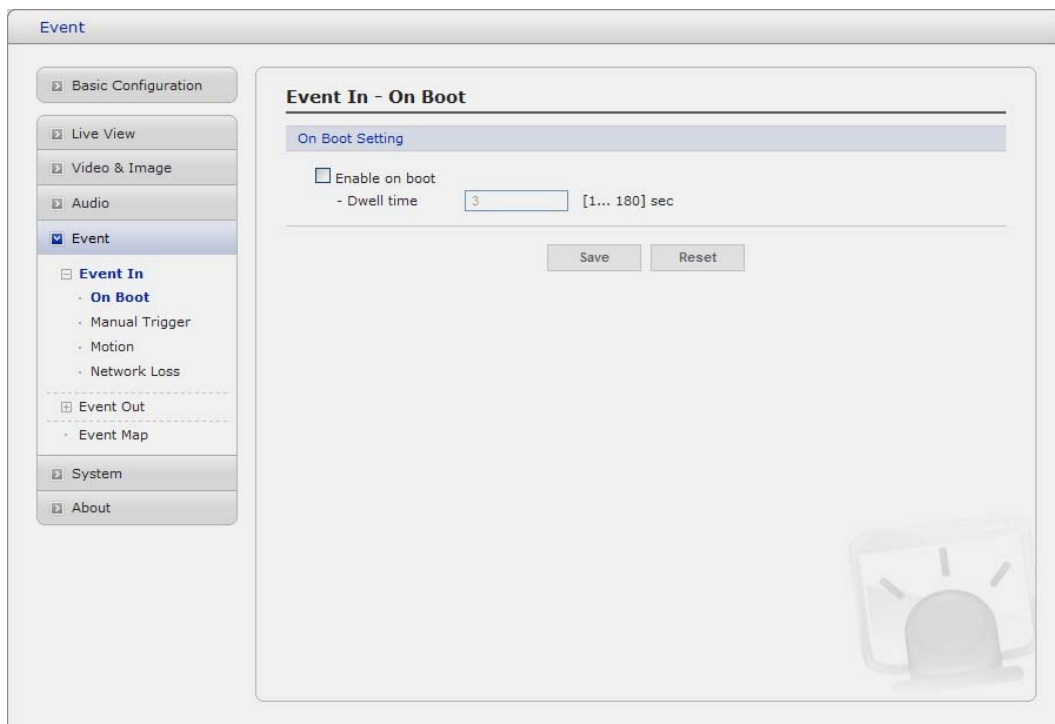 Event
Basic Configuration
Live View
Video & Image
Audio
Event
Event In
On Boot
Manual Trigger
Motion
Network Loss
Event Out
Event Map
System
About
Event In - On Boot
On Boot Setting
Enable on boot
- Dwell time 3 [1... 180] sec
Save Reset